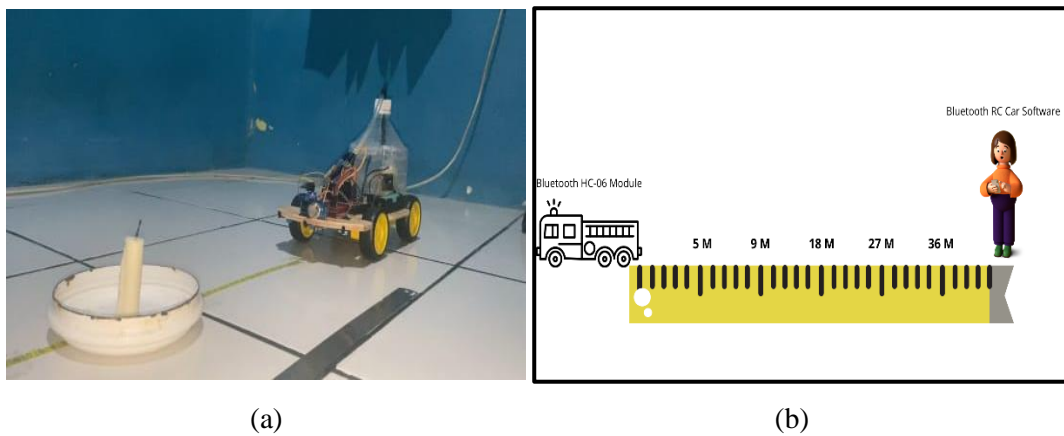 Bluetooth RC Car Software
Bluetooth HC-06 Module
5 M 9 M 18 M 27 M 36 M
(a) (b)